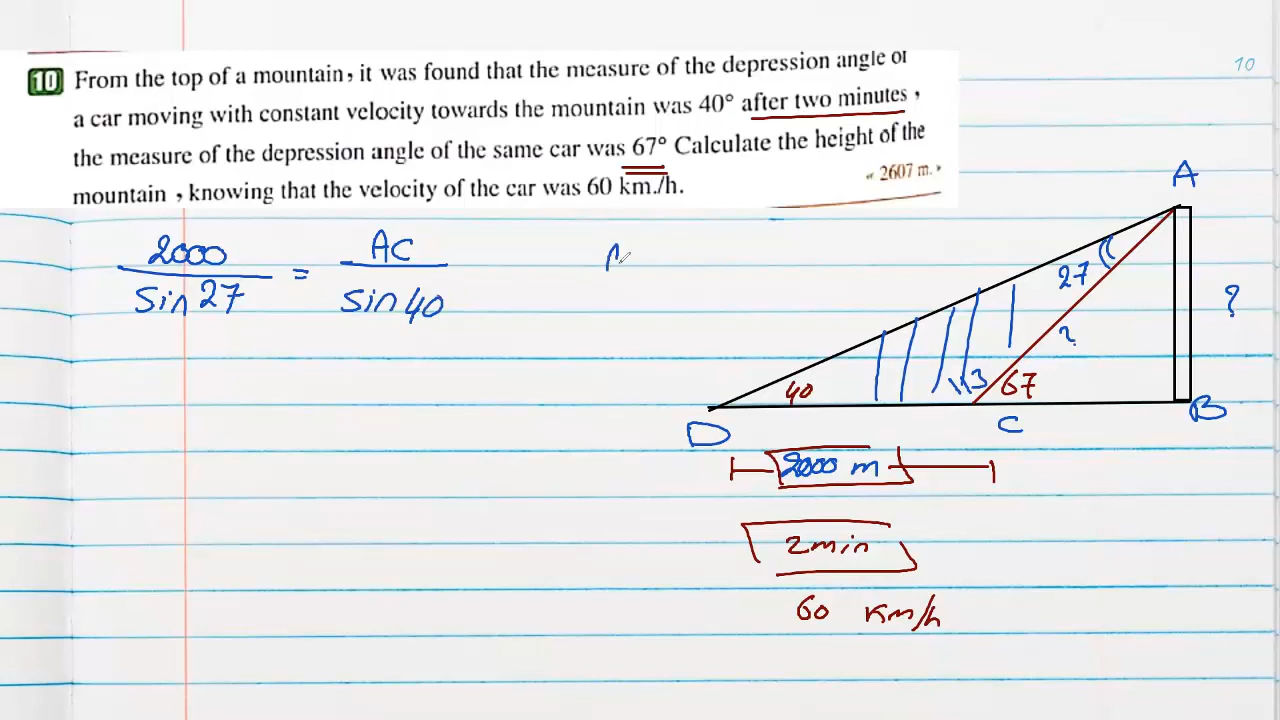 10
10 From the top of a mountain, it was found that the measure of the depression angle of
a car moving with constant velocity towards the mountain was 40° after two minutes,
the measure of the depression angle of the same car was 67° Calculate the height of the
mountain, knowing that the velocity of the car was 60 km./h.
« 2607 m. »
2000 / Sin 27 = AC / Sin 40
A
27
?
?
40
113
67
D
C
B
2000 m
2 min
60 Km/h